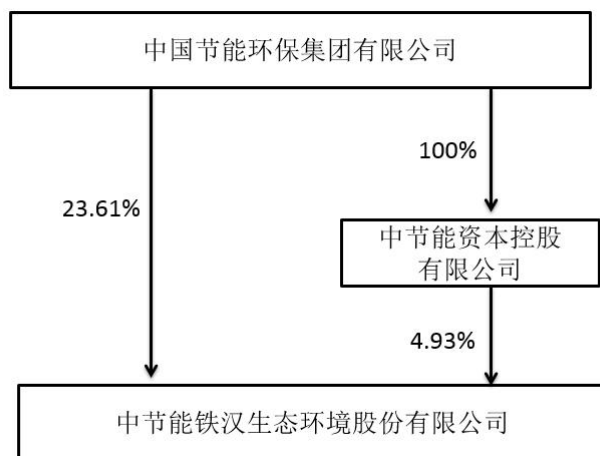 中国节能环保集团有限公司
100%
23.61%
中节能资本控股
有限公司
4.93%
中节能铁汉生态环境股份有限公司